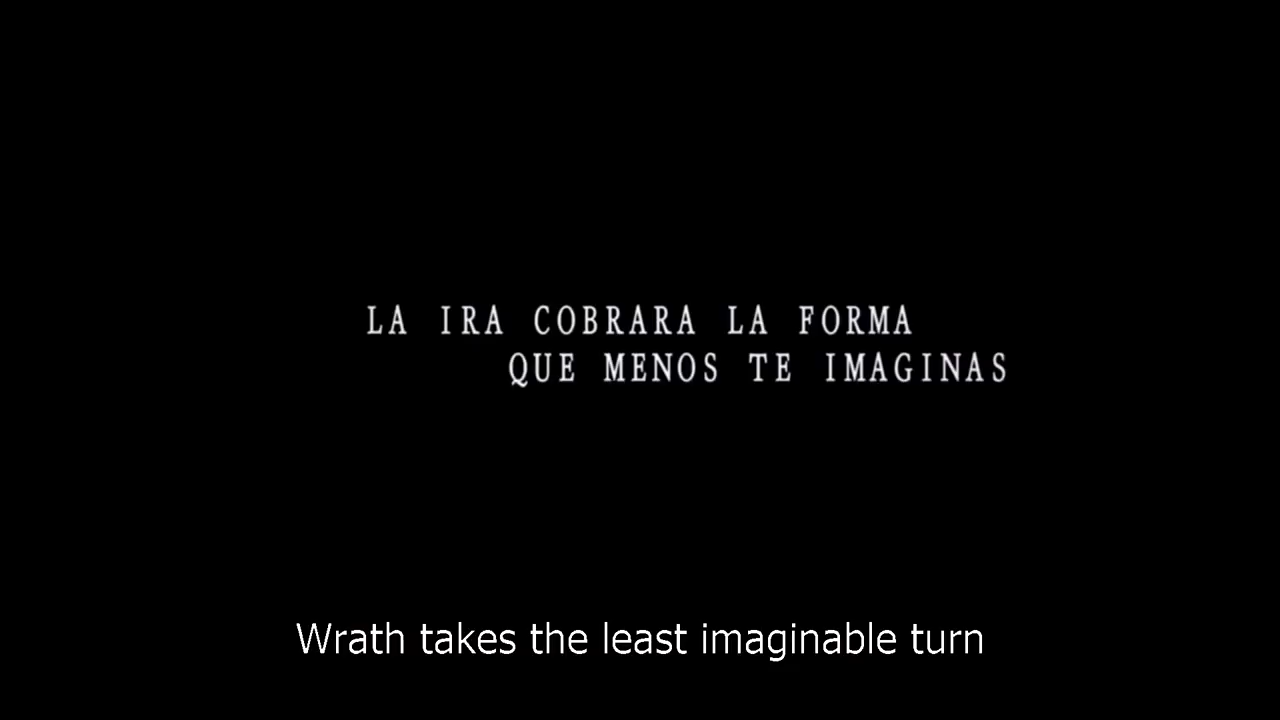 LA IRA COBRARA LA FORMA
QUE MENOS TE IMAGINAS
Wrath takes the least imaginable turn